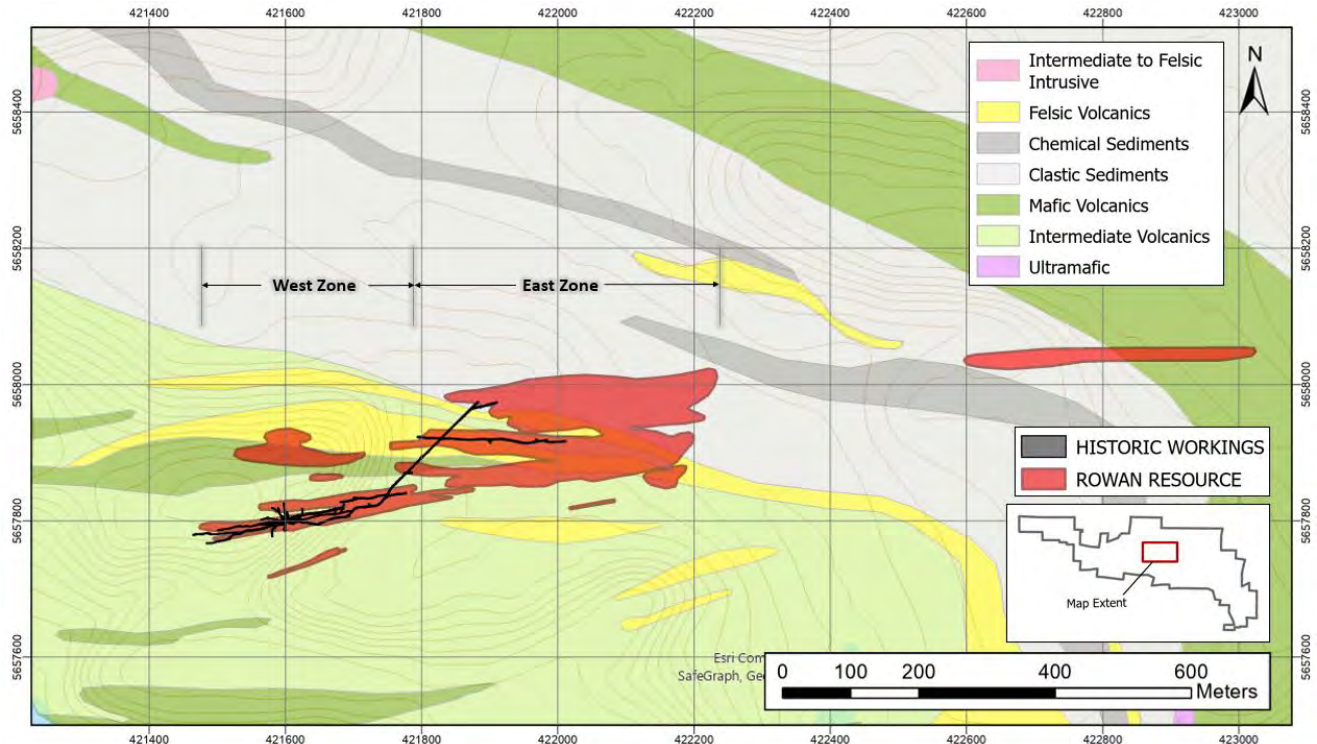 421400 421600 421800 422000 422200 422400 422600 422800 423000
5658400
5658200
5658000
5657800
5657600
N
Intermediate to Felsic
Intrusive
Felsic Volcanics
Chemical Sediments
Clastic Sediments
Mafic Volcanics
Intermediate Volcanics
Ultramafic
5658400
5658200
5658000
5657800
5657600
West Zone
East Zone
HISTORIC WORKINGS
ROWAN RESOURCE
Map Extent
Esri Com
SafeGraph, Geo
0 100 200 400 600
Meters
421400 421600 421800 422000 422200 422400 422600 422800 423000